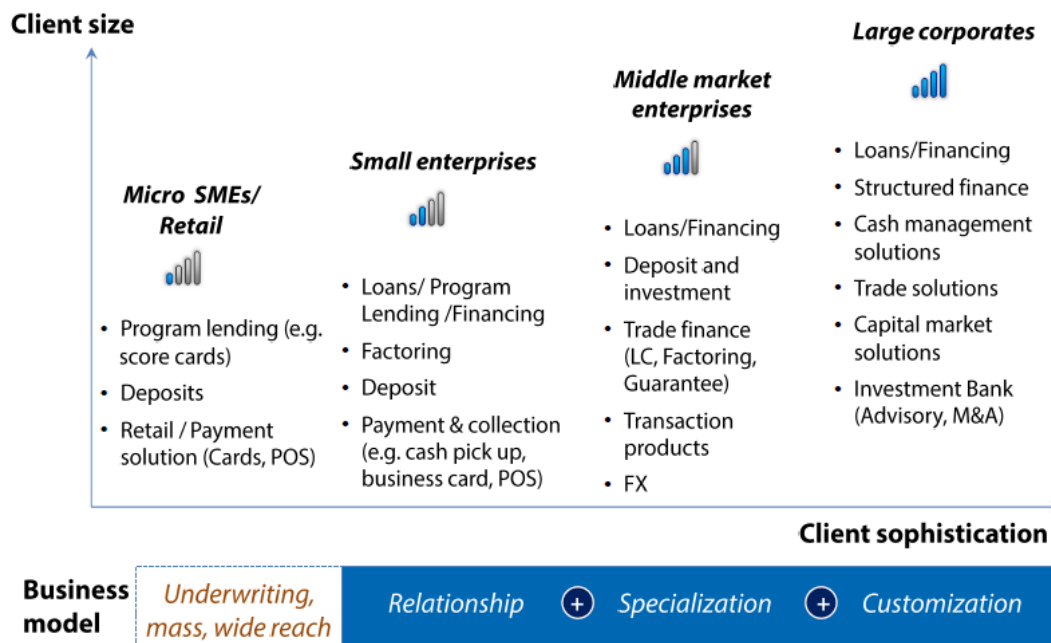 Client size
Large corporates
Middle market
enterprises
Small enterprises
Micro SMEs/
Retail
• Program lending (e.g.
score cards)
• Deposits
• Retail / Payment
solution (Cards, POS)
• Loans/ Program
Lending /Financing
• Factoring
• Deposit
• Payment & collection
(e.g. cash pick up,
business card, POS)
• Loans/Financing
• Deposit and
investment
• Trade finance
(LC, Factoring,
Guarantee)
• Transaction
products
• FX
• Loans/Financing
• Structured finance
• Cash management
solutions
• Trade solutions
• Capital market
solutions
• Investment Bank
(Advisory, M&A)
Client sophistication
Business
model
Underwriting,
mass, wide reach
Relationship + Specialization + Customization